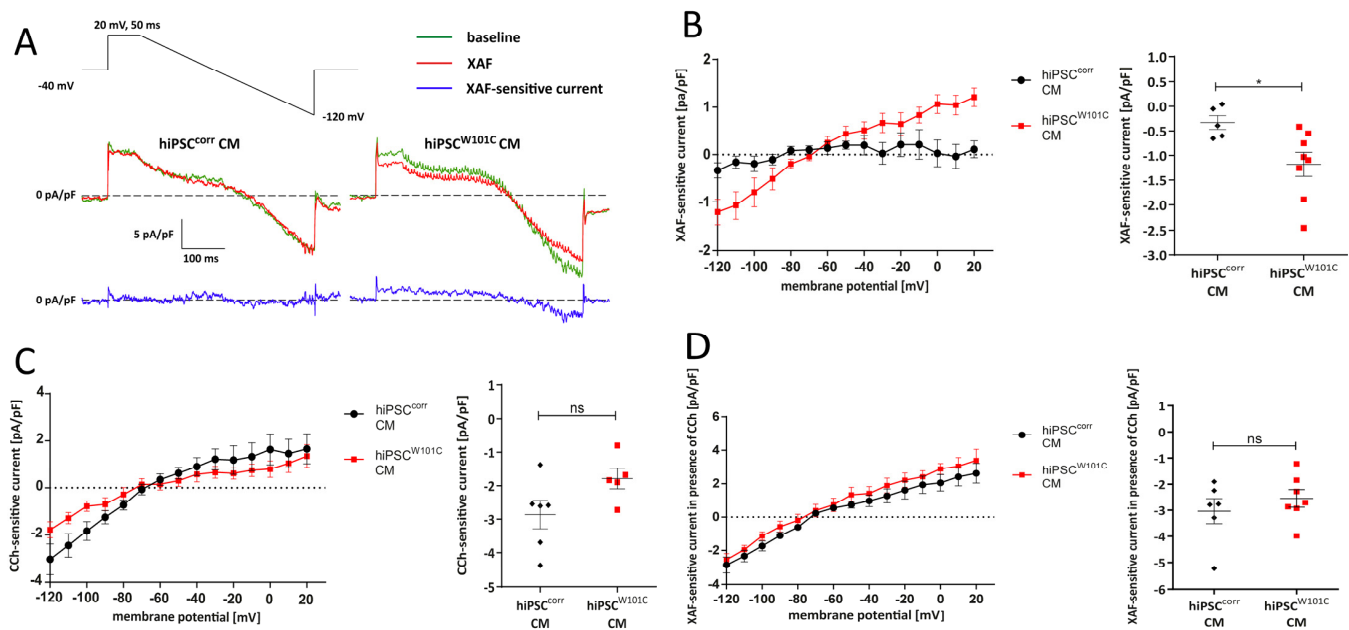 A
20 mV, 50 ms
-40 mV
-120 mV
baseline
XAF
XAF-sensitive current
hiPSCcorr CM
hiPSCW101C CM
0 pA/pF
5 pA/pF
100 ms
0 pA/pF
B
XAF-sensitive current [pa/pF]
2
1
0
-1
-2
-120 -100 -80 -60 -40 -20 0 20
membrane potential [mV]
hiPSCcorr
CM
hiPSCW101C
CM
XAF-sensitive current [pA/pF]
1.0
0.5
0.0
-0.5
-1.0
-1.5
-2.0
-2.5
-3.0
*
hiPSCcorr hiPSCW101C
CM CM
C
CCh-sensitive current [pA/pF]
4
2
0
-2
-4
-120 -100 -80 -60 -40 -20 0 20
membrane potential [mV]
hiPSCcorr
CM
hiPSCW101C
CM
CCh-sensitive current [pA/pF]
1
0
-1
-2
-3
-4
-5
ns
hiPSCcorr hiPSCW101C
CM CM
D
XAF-sensitive current in presence of CCh [pA/pF]
6
4
2
0
-2
-4
-120 -100 -80 -60 -40 -20 0 20
membrane potential [mV]
hiPSCcorr
CM
hiPSCW101C
CM
XAF-sensitive current in presence of CCh [pA/pF]
1
0
-1
-2
-3
-4
-5
-6
ns
hiPSCcorr hiPSCW101C
CM CM